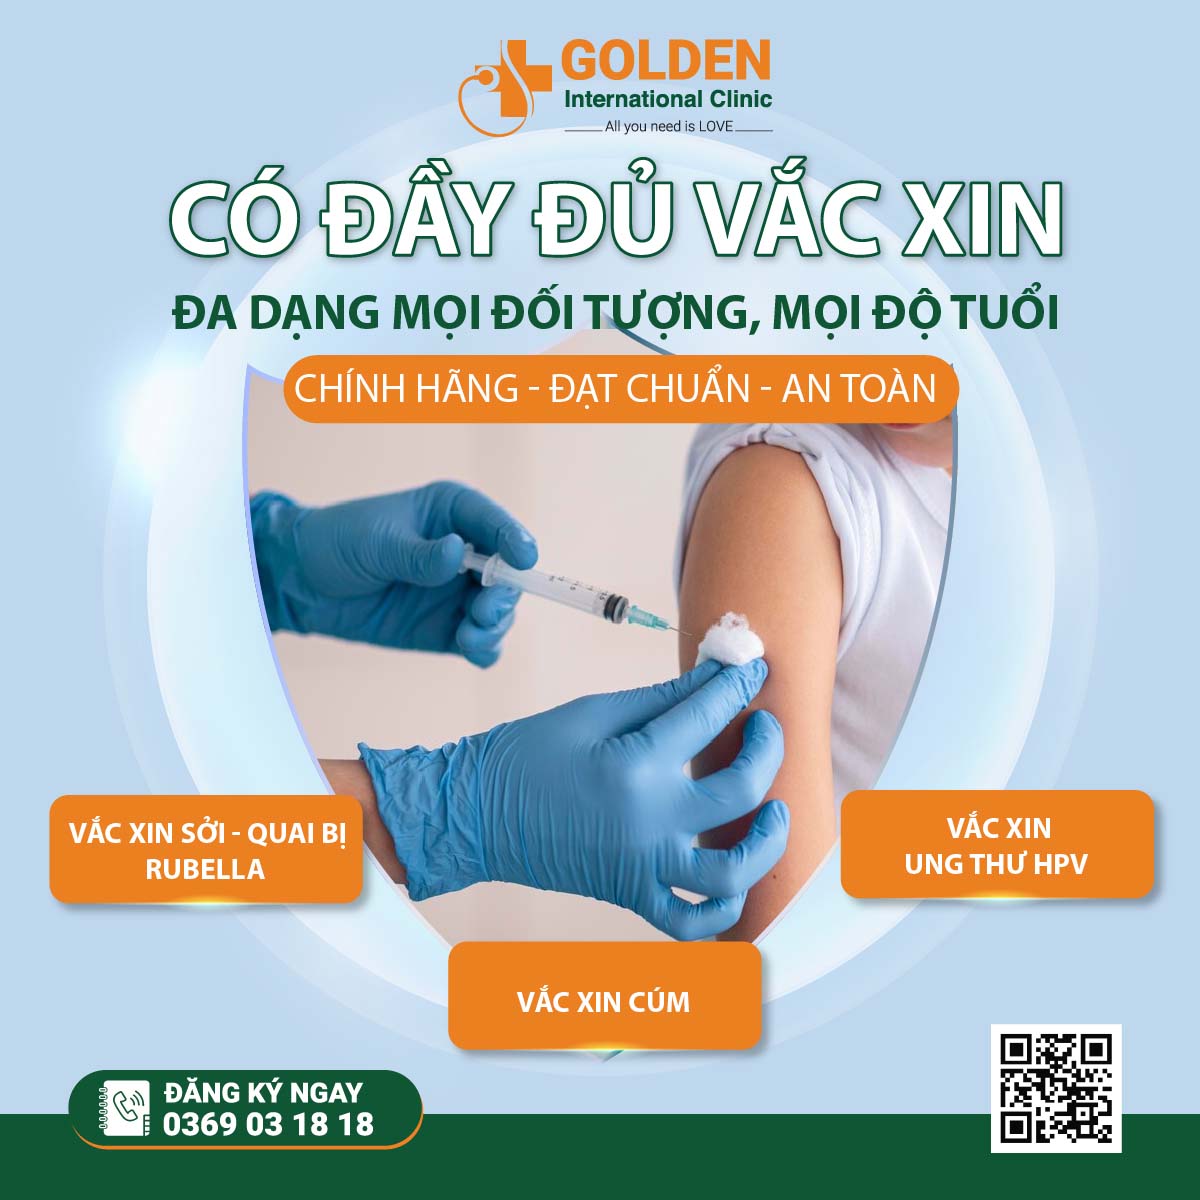 GOLDEN
International Clinic
All you need is LOVE
CÓ ĐẦY ĐỦ VẮC XIN
ĐA DẠNG MỌI ĐỐI TƯỢNG, MỌI ĐỘ TUỔI
CHÍNH HÃNG - ĐẠT CHUẨN - AN TOÀN
VẮC XIN SỞI - QUAI BỊ
RUBELLA
VẮC XIN
UNG THƯ HPV
VẮC XIN CÚM
ĐĂNG KÝ NGAY
0369 03 18 18